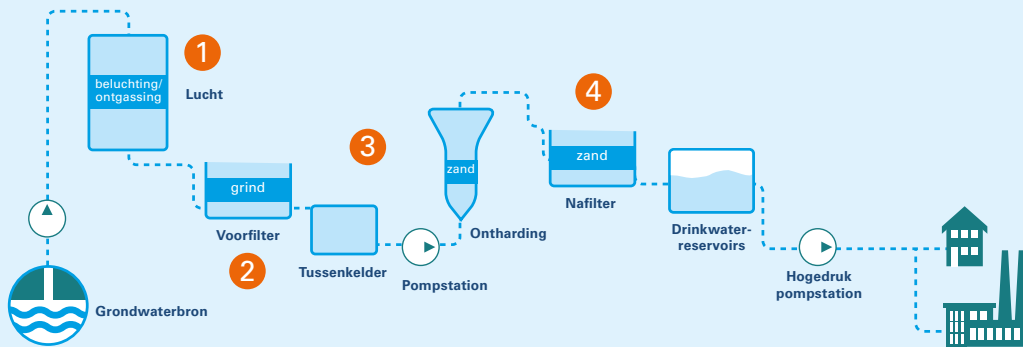 1
beluchting/
ontgassing
Lucht
grind
Voorfilter
2
Tussenkelder
3
Pompstation
zand
Ontharding
4
zand
Nafilter
Drinkwater-
reservoirs
Hogedruk
pompstation
Grondwaterbron